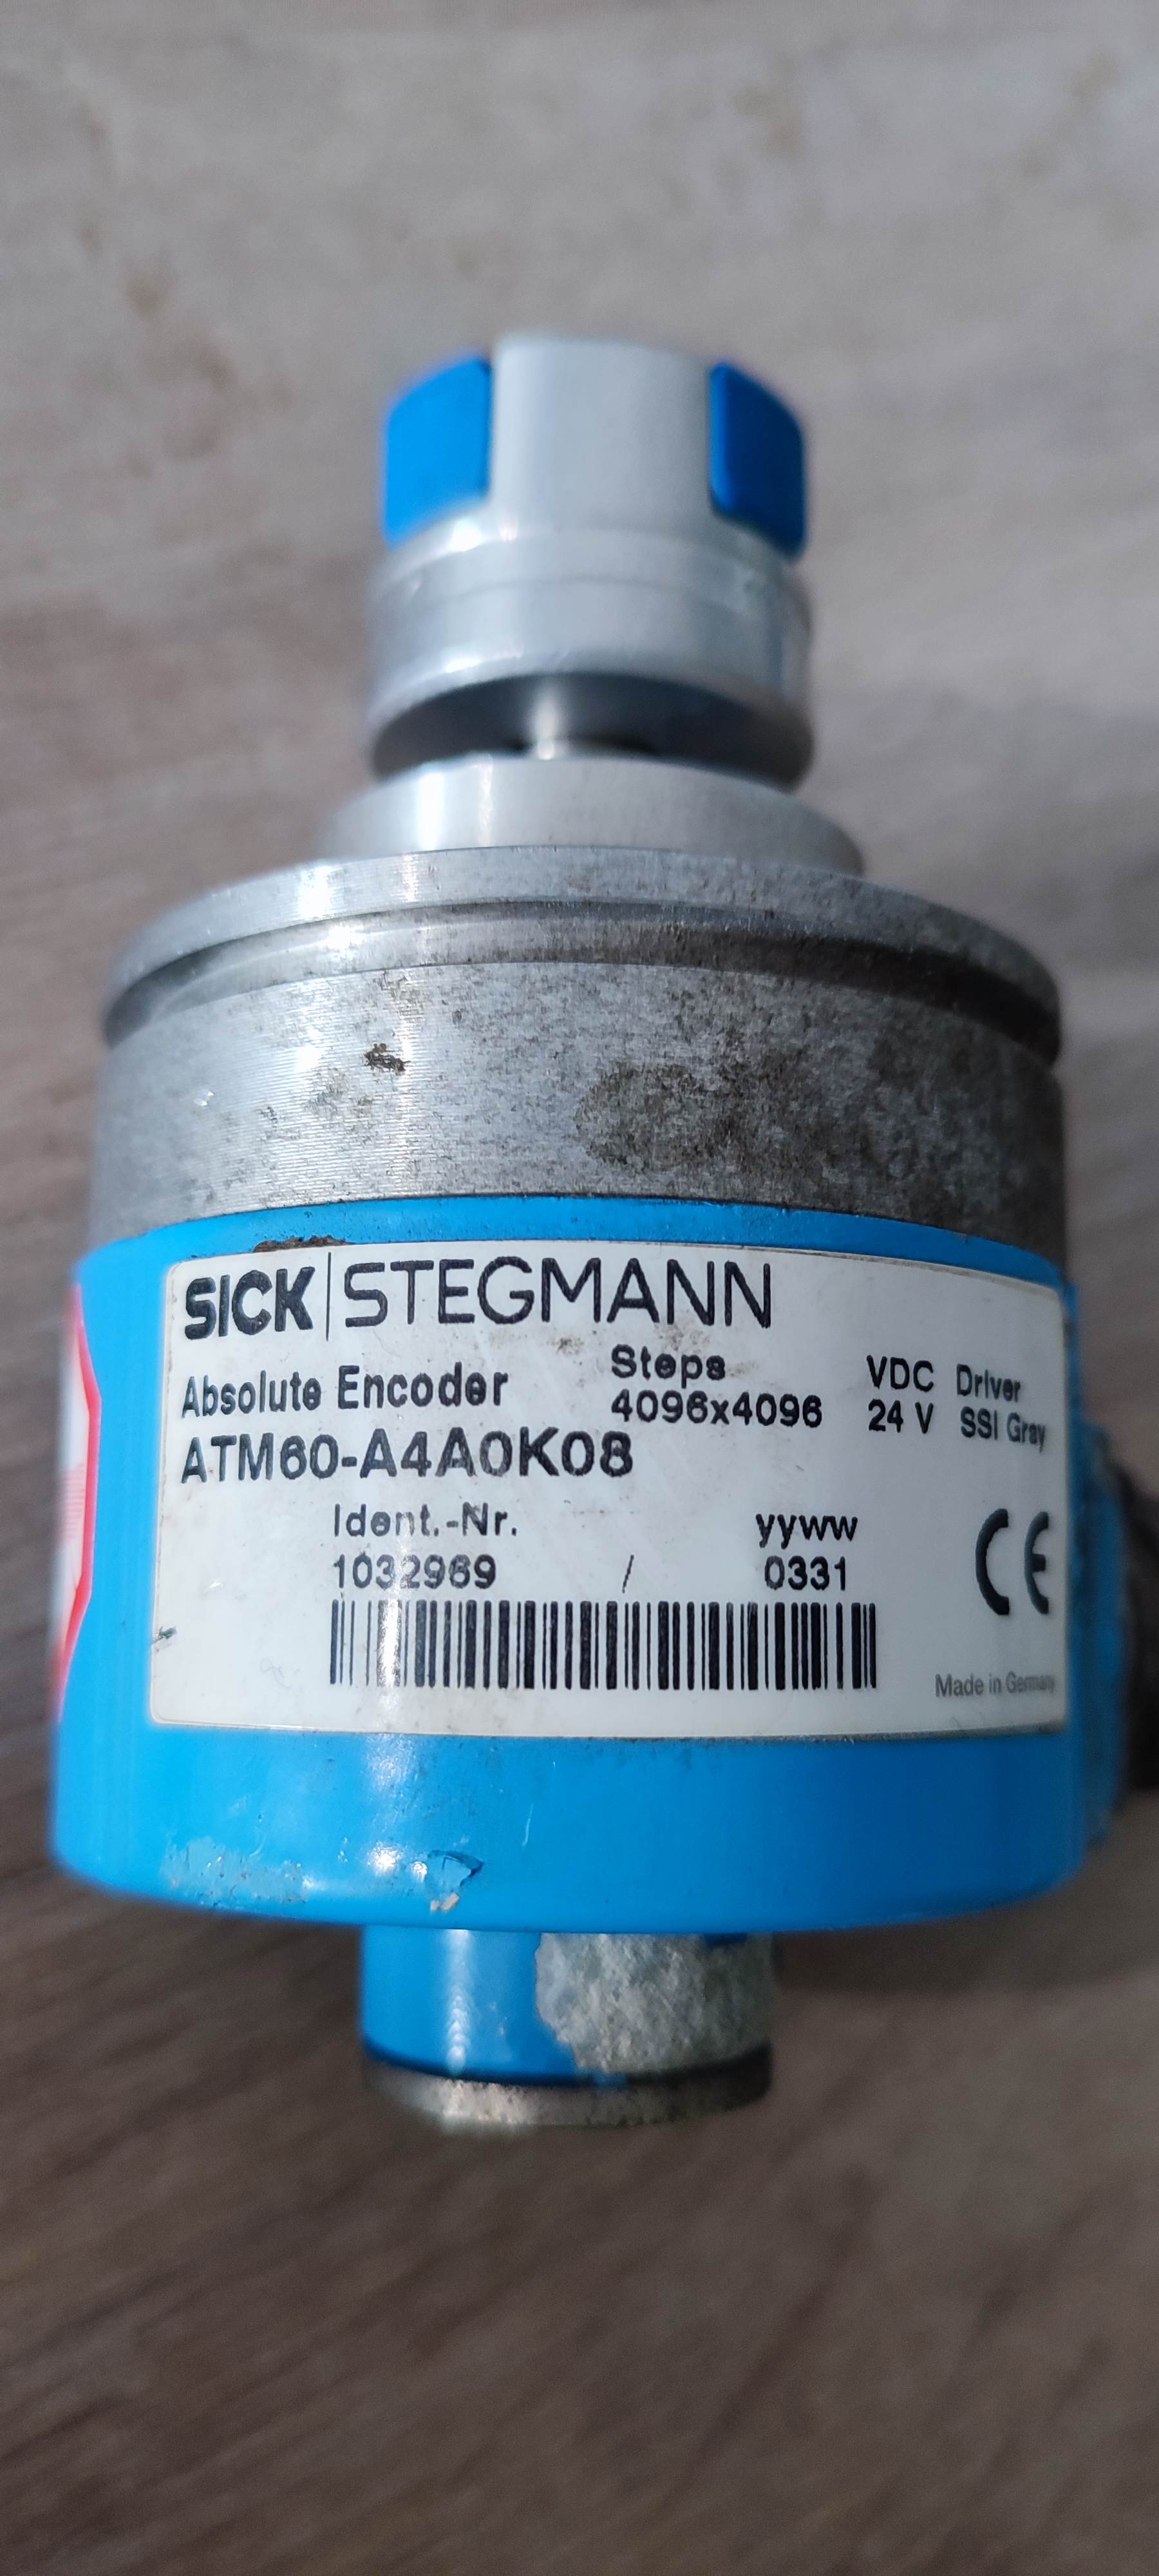 SICK|STEGMANN
Absolute Encoder
ATM60-A4A0K08
Steps
4096x4096
VDC Driver
24 V SSI Gray
Ident.-Nr. yyww
1032969 / 0331
CE
Made in Germany